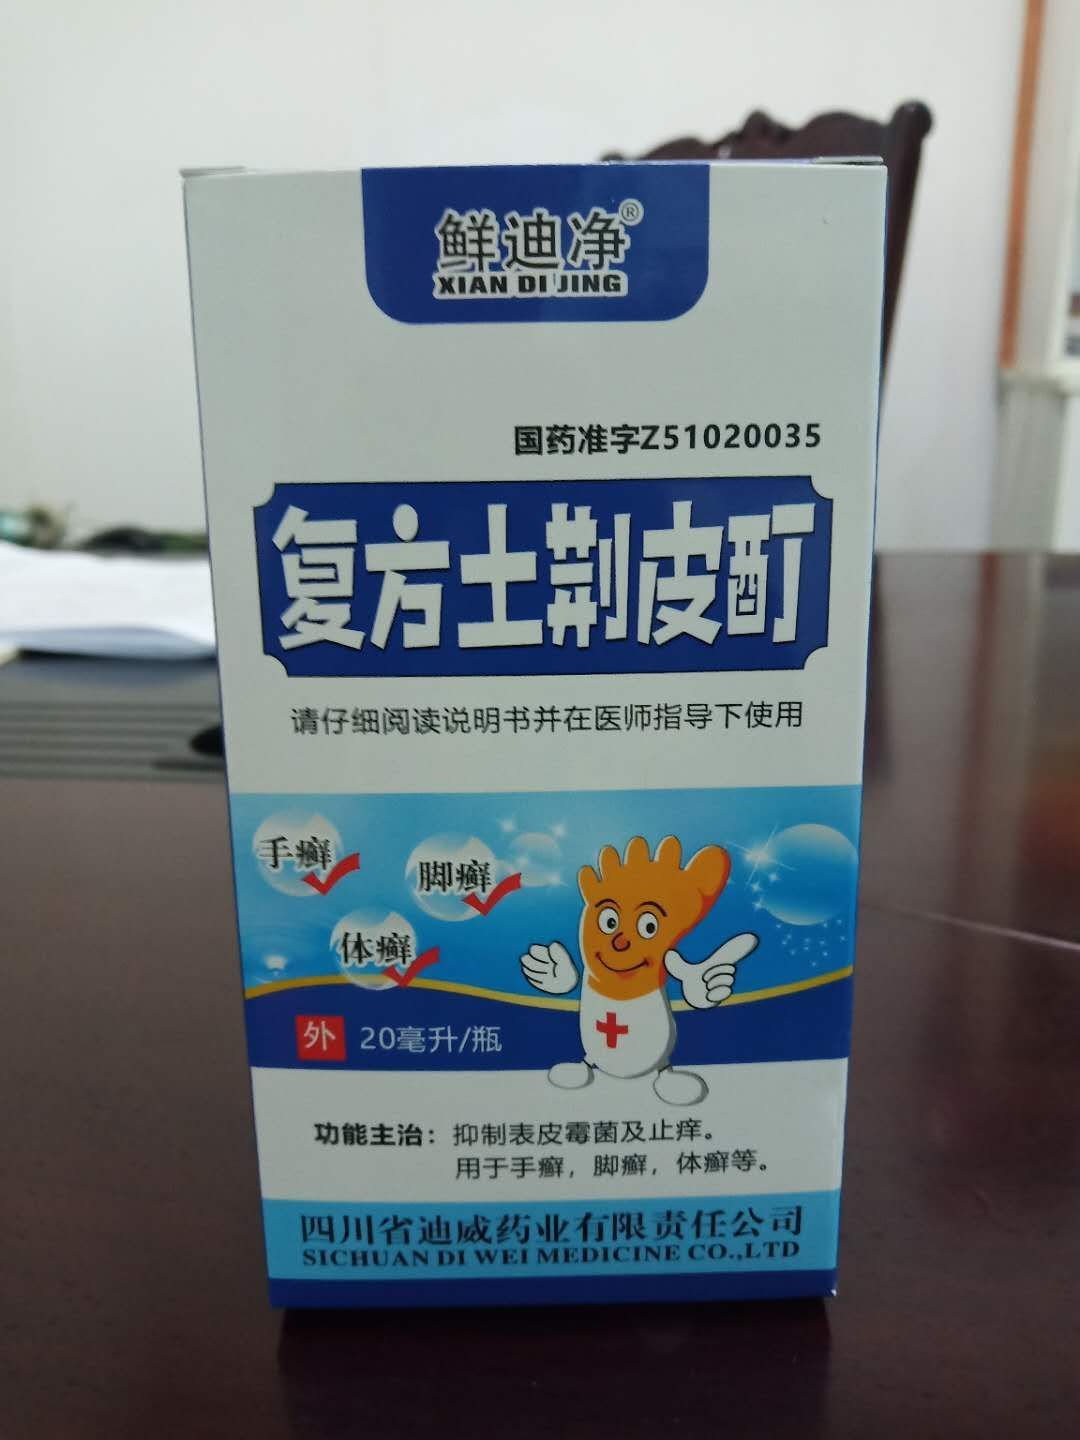 鲜迪净®
XIAN DI JING
国药准字Z51020035
复方土荆皮酊
请仔细阅读说明书并在医师指导下使用
手癣
脚癣
体癣
外 20毫升/瓶
功能主治：抑制表皮霉菌及止痒。
用于手癣，脚癣，体癣等。
四川省迪威药业有限责任公司
SICHUAN DI WEI MEDICINE CO.,LTD